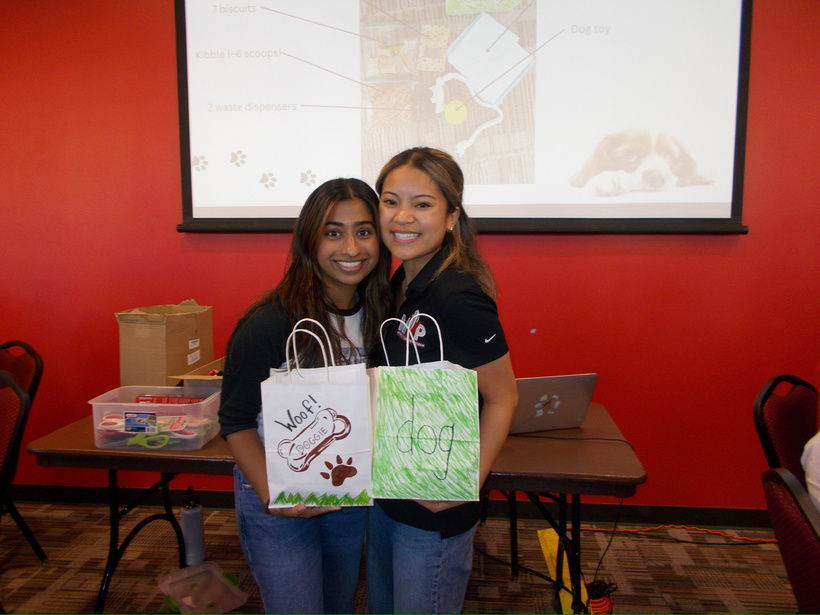 7 biscuits
Kibble (~6 scoops)
2 waste dispensers
Dog toy
Woof!
DOGGIE
dog